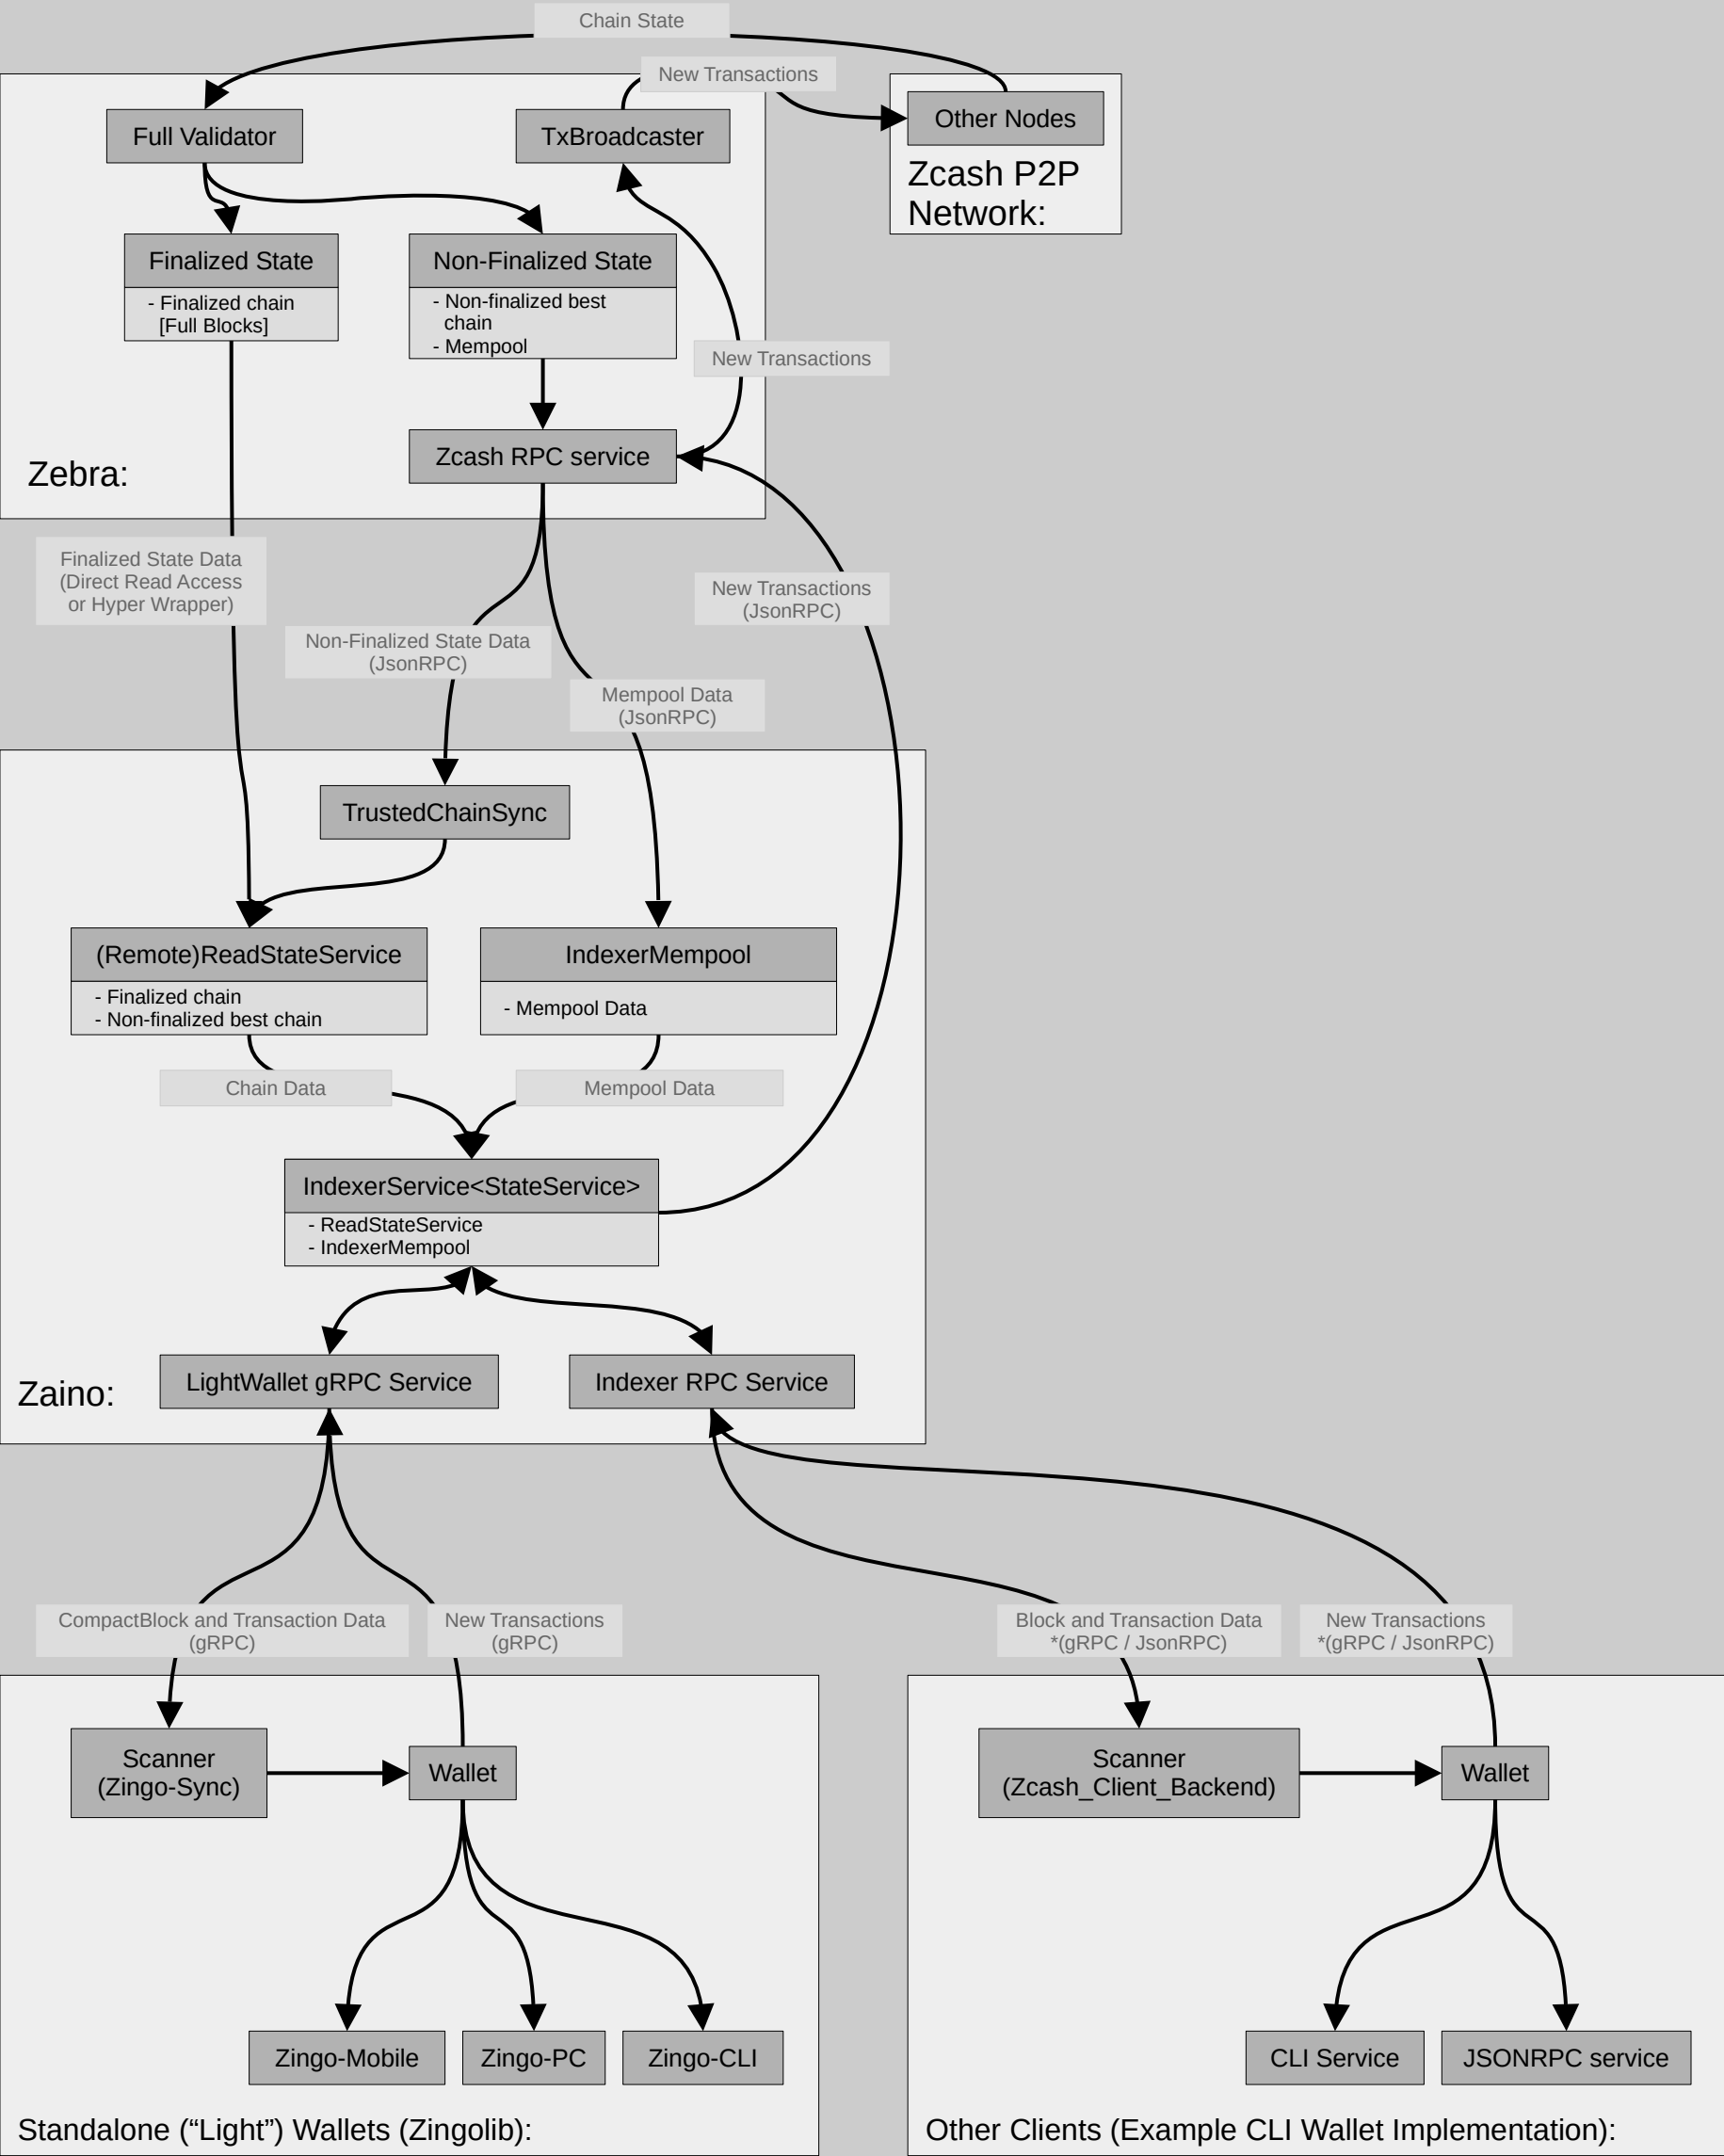 Chain State
New Transactions
Full Validator
TxBroadcaster
Other Nodes
Zcash P2P
Network:
Finalized State
- Finalized chain
[Full Blocks]
Non-Finalized State
- Non-finalized best
chain
- Mempool
New Transactions
Zcash RPC service
Zebra:
Finalized State Data
(Direct Read Access
or Hyper Wrapper)
New Transactions
(JsonRPC)
Non-Finalized State Data
(JsonRPC)
Mempool Data
(JsonRPC)
TrustedChainSync
(Remote)ReadStateService
- Finalized chain
- Non-finalized best chain
IndexerMempool
- Mempool Data
Chain Data
Mempool Data
IndexerService<StateService>
- ReadStateService
- IndexerMempool
Zaino:
LightWallet gRPC Service
Indexer RPC Service
CompactBlock and Transaction Data
(gRPC)
New Transactions
(gRPC)
Block and Transaction Data
*(gRPC / JsonRPC)
New Transactions
*(gRPC / JsonRPC)
Scanner
(Zingo-Sync)
Wallet
Scanner
(Zcash_Client_Backend)
Wallet
Zingo-Mobile
Zingo-PC
Zingo-CLI
CLI Service
JSONRPC service
Standalone (“Light”) Wallets (Zingolib):
Other Clients (Example CLI Wallet Implementation):